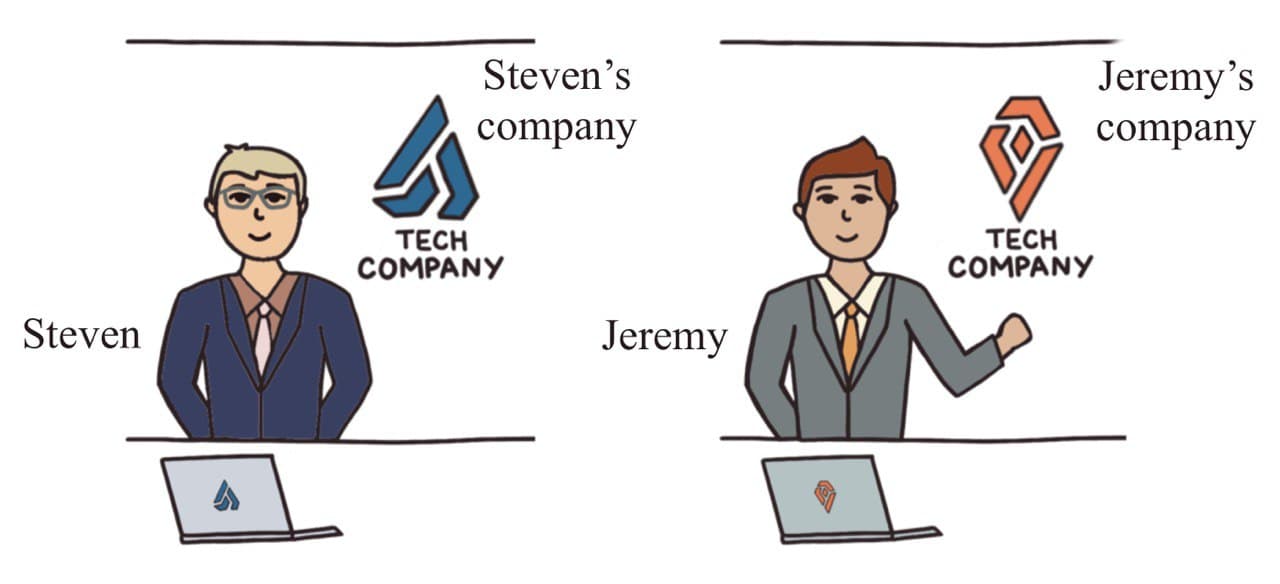 Steven’s
company
TECH
COMPANY
Steven
Jeremy’s
company
TECH
COMPANY
Jeremy